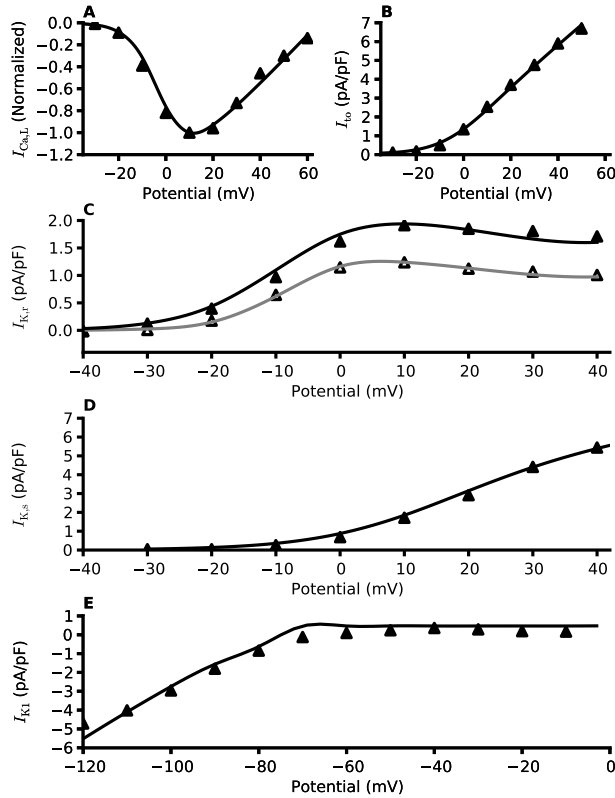 A
I_Ca,L (Normalized)
0.0
−0.2
−0.4
−0.6
−0.8
−1.0
−1.2
−20 0 20 40 60
Potential (mV)
B
I_to (pA/pF)
7
6
5
4
3
2
1
0
−20 0 20 40 60
Potential (mV)
C
I_K,r (pA/pF)
2.0
1.5
1.0
0.5
0.0
−40 −30 −20 −10 0 10 20 30 40
Potential (mV)
D
I_K,s (pA/pF)
7
6
5
4
3
2
1
0
−40 −30 −20 −10 0 10 20 30 40
Potential (mV)
E
I_K1 (pA/pF)
1
0
−1
−2
−3
−4
−5
−6
−120 −100 −80 −60 −40 −20 0
Potential (mV)